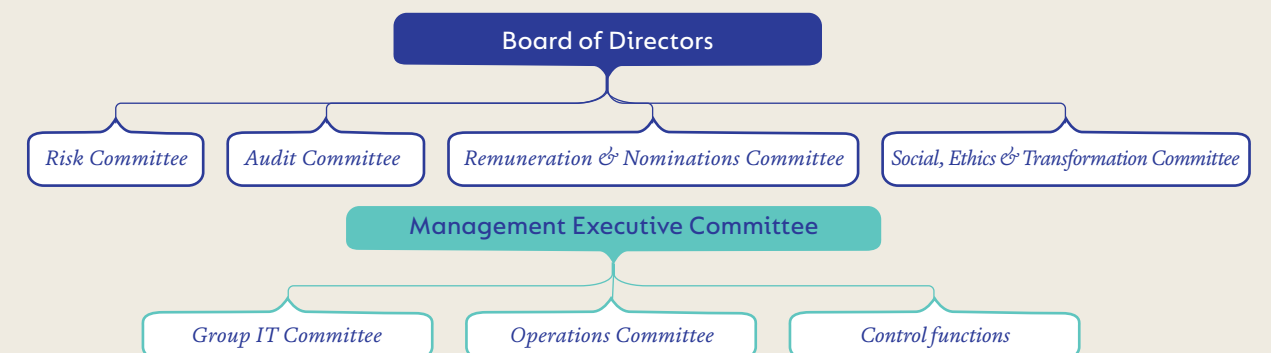 Board of Directors
Risk Committee
Audit Committee
Remuneration & Nominations Committee
Social, Ethics & Transformation Committee
Management Executive Committee
Group IT Committee
Operations Committee
Control functions